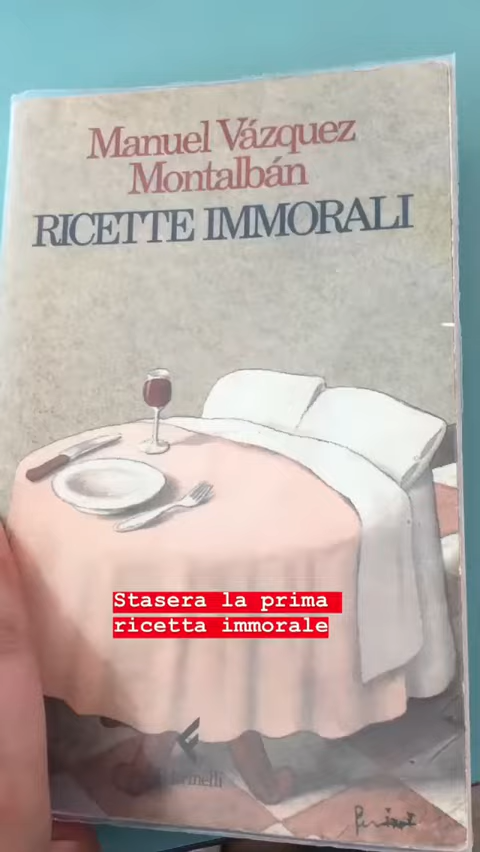 Manuel Vázquez
Montalbán
RICETTE IMMORALI
Stasera la prima
ricetta immorale